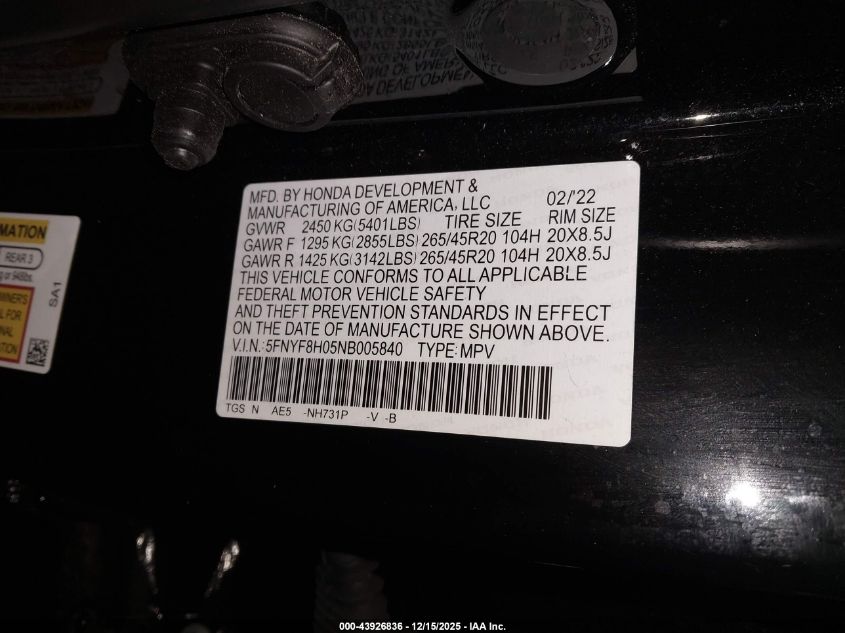 MFD. BY HONDA DEVELOPMENT &
MANUFACTURING OF AMERICA, LLC 02/'22
GVWR 2450 KG(5401LBS) TIRE SIZE RIM SIZE
GAWR F 1295 KG(2855LBS) 265/45R20 104H 20X8.5J
GAWR R 1425 KG(3142LBS) 265/45R20 104H 20X8.5J
THIS VEHICLE CONFORMS TO ALL APPLICABLE
FEDERAL MOTOR VEHICLE SAFETY
AND THEFT PREVENTION STANDARDS IN EFFECT
ON THE DATE OF MANUFACTURE SHOWN ABOVE.
V.I.N.: 5FNYF8H05NB005840 TYPE: MPV
TGS N AE5 -NH731P -V -B
REAR 3
SA1
000-43926836 - 12/15/2025 - IAA Inc.